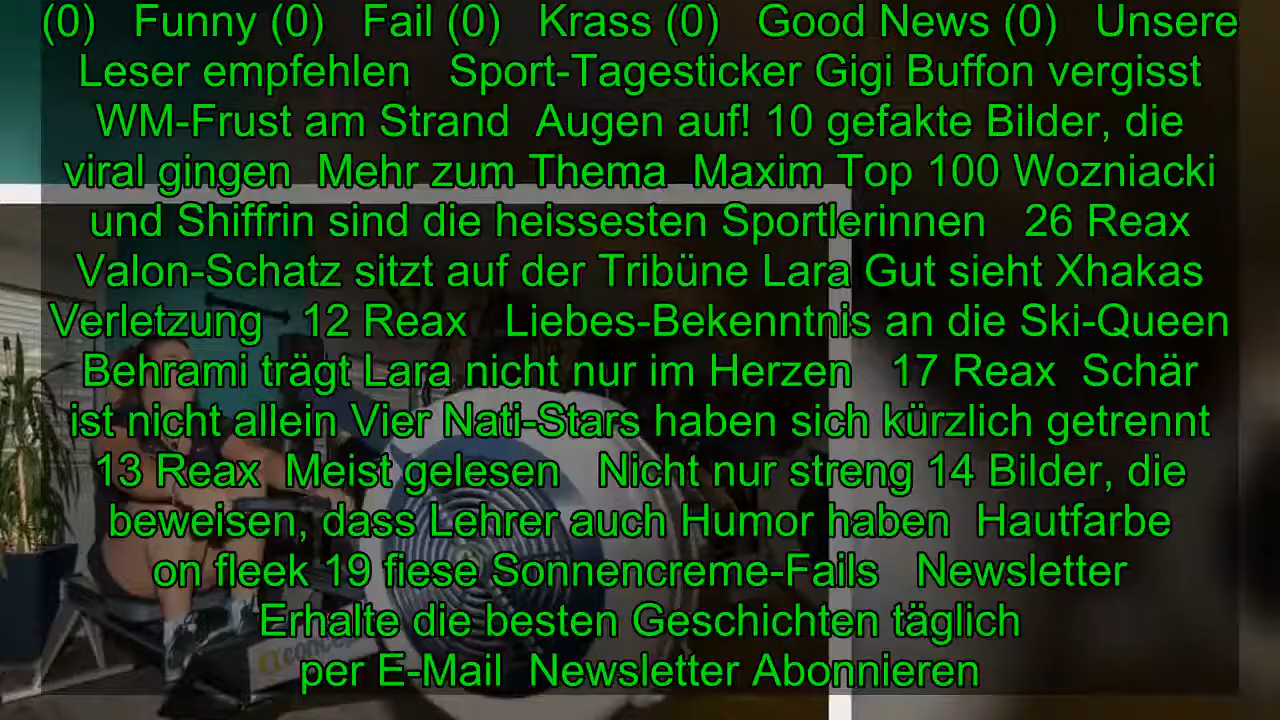 (0) Funny (0) Fail (0) Krass (0) Good News (0) Unsere
Leser empfehlen Sport-Tagesticker Gigi Buffon vergisst
WM-Frust am Strand Augen auf! 10 gefakte Bilder, die
viral gingen Mehr zum Thema Maxim Top 100 Wozniacki
und Shiffrin sind die heissesten Sportlerinnen 26 Reax
Valon-Schatz sitzt auf der Tribüne Lara Gut sieht Xhakas
Verletzung 12 Reax Liebes-Bekenntnis an die Ski-Queen
Behrami trägt Lara nicht nur im Herzen 17 Reax Schär
ist nicht allein Vier Nati-Stars haben sich kürzlich getrennt
13 Reax Meist gelesen Nicht nur streng 14 Bilder, die
beweisen, dass Lehrer auch Humor haben Hautfarbe
on fleek 19 fiese Sonnencreme-Fails Newsletter
Erhalte die besten Geschichten täglich
per E-Mail Newsletter Abonnieren